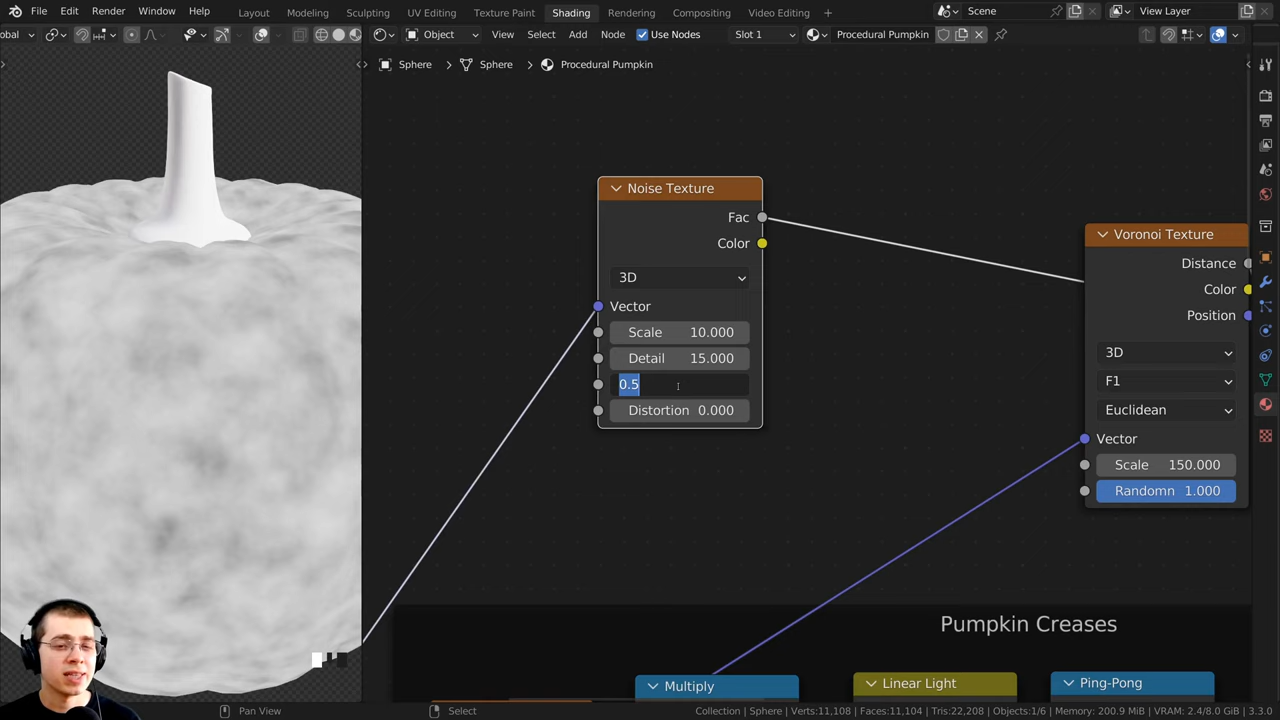 File Edit Render Window Help Layout Modeling Sculpting UV Editing Texture Paint Shading Rendering Compositing Video Editing + Scene View Layer
obal Object View Select Add Node Use Nodes Slot 1 Procedural Pumpkin
Sphere > Sphere > Procedural Pumpkin
Noise Texture
Fac
Color
3D
Vector
Scale 10.000
Detail 15.000
0.5
Distortion 0.000
Voronoi Texture
Distance
Color
Position
3D
F1
Euclidean
Vector
Scale 150.000
Randomn 1.000
Pumpkin Creases
Multiply
Linear Light
Ping-Pong
Pan View Select Collection | Sphere | Verts:11,108 | Faces:11,104 | Tris:22,208 | Objects:1/6 | Memory: 200.9 MiB | VRAM: 2.4/8.0 GiB | 3.3.0